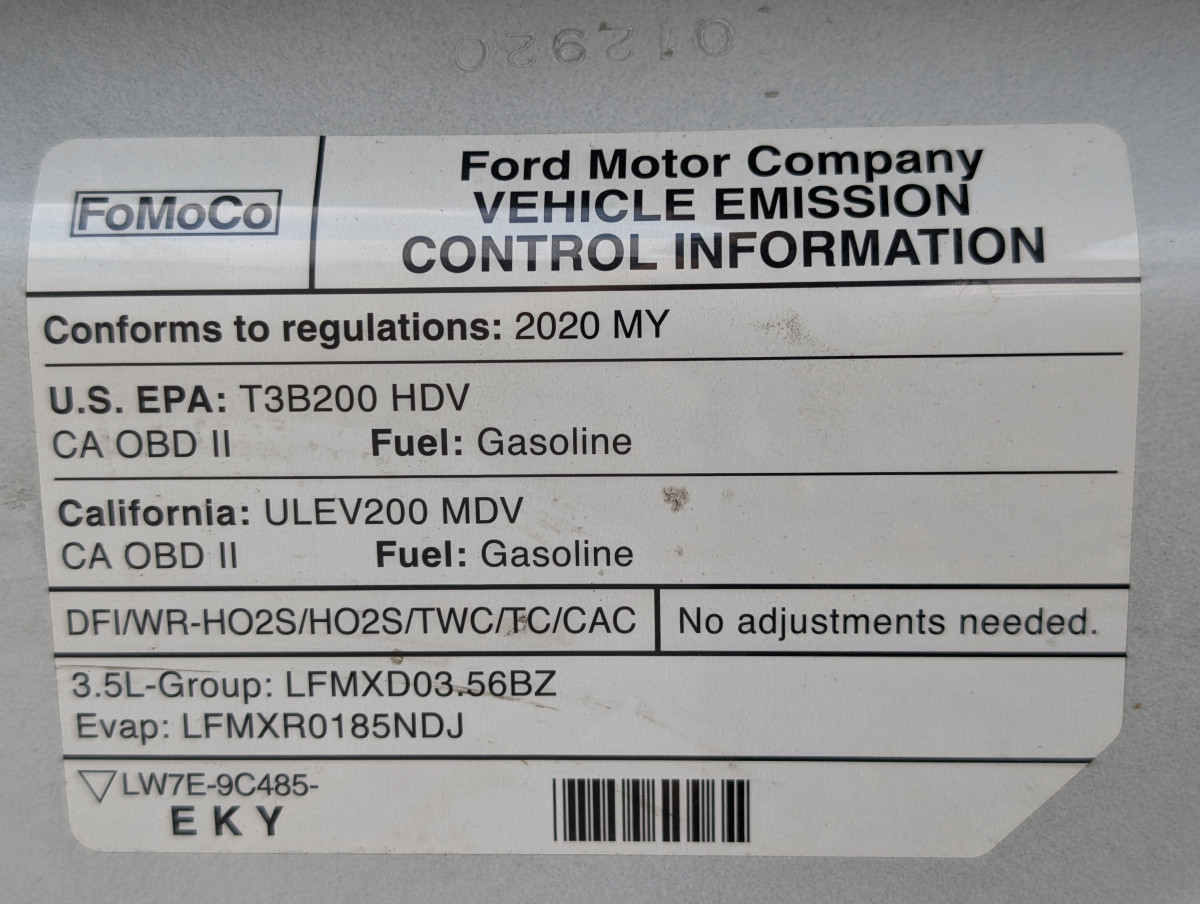 012920
FoMoCo
Ford Motor Company
VEHICLE EMISSION
CONTROL INFORMATION
Conforms to regulations: 2020 MY
U.S. EPA: T3B200 HDV
CA OBD II Fuel: Gasoline
California: ULEV200 MDV
CA OBD II Fuel: Gasoline
DFI/WR-HO2S/HO2S/TWC/TC/CAC
No adjustments needed.
3.5L-Group: LFMXD03.56BZ
Evap: LFMXR0185NDJ
LW7E-9C485-
E K Y